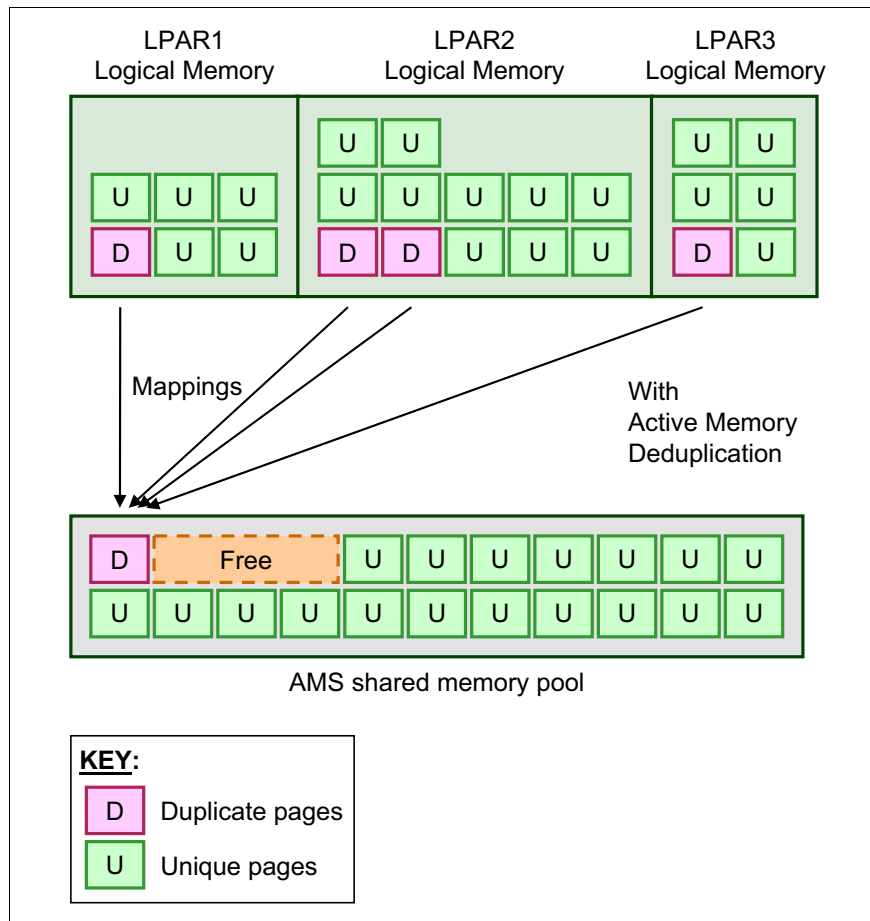 LPAR1
Logical Memory
LPAR2
Logical Memory
LPAR3
Logical Memory
U U U U
U U U U U U U U U U
D U U D D U U U D U
Mappings
With
Active Memory
Deduplication
D Free U U U U U U U
U U U U U U U U U U U
AMS shared memory pool
KEY:
D Duplicate pages
U Unique pages